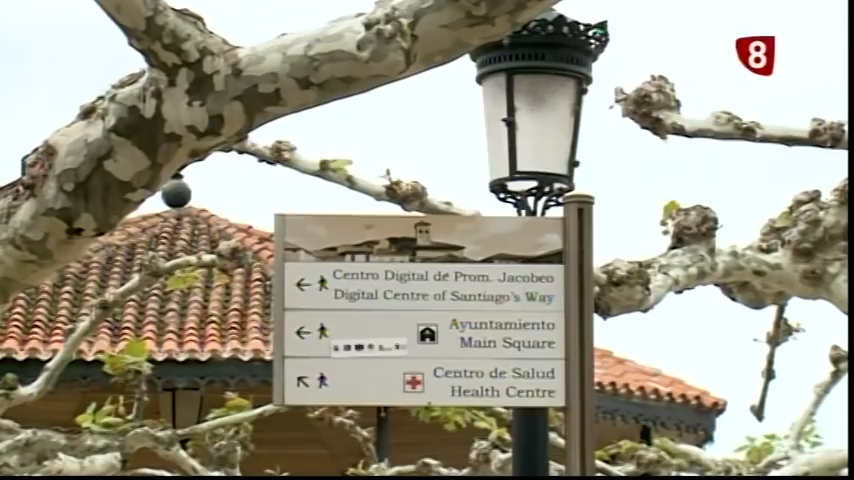 8
Centro Digital de Prom. Jacobeo
Digital Centre of Santiago's Way
Ayuntamiento
Main Square
Centro de Salud
Health Centre